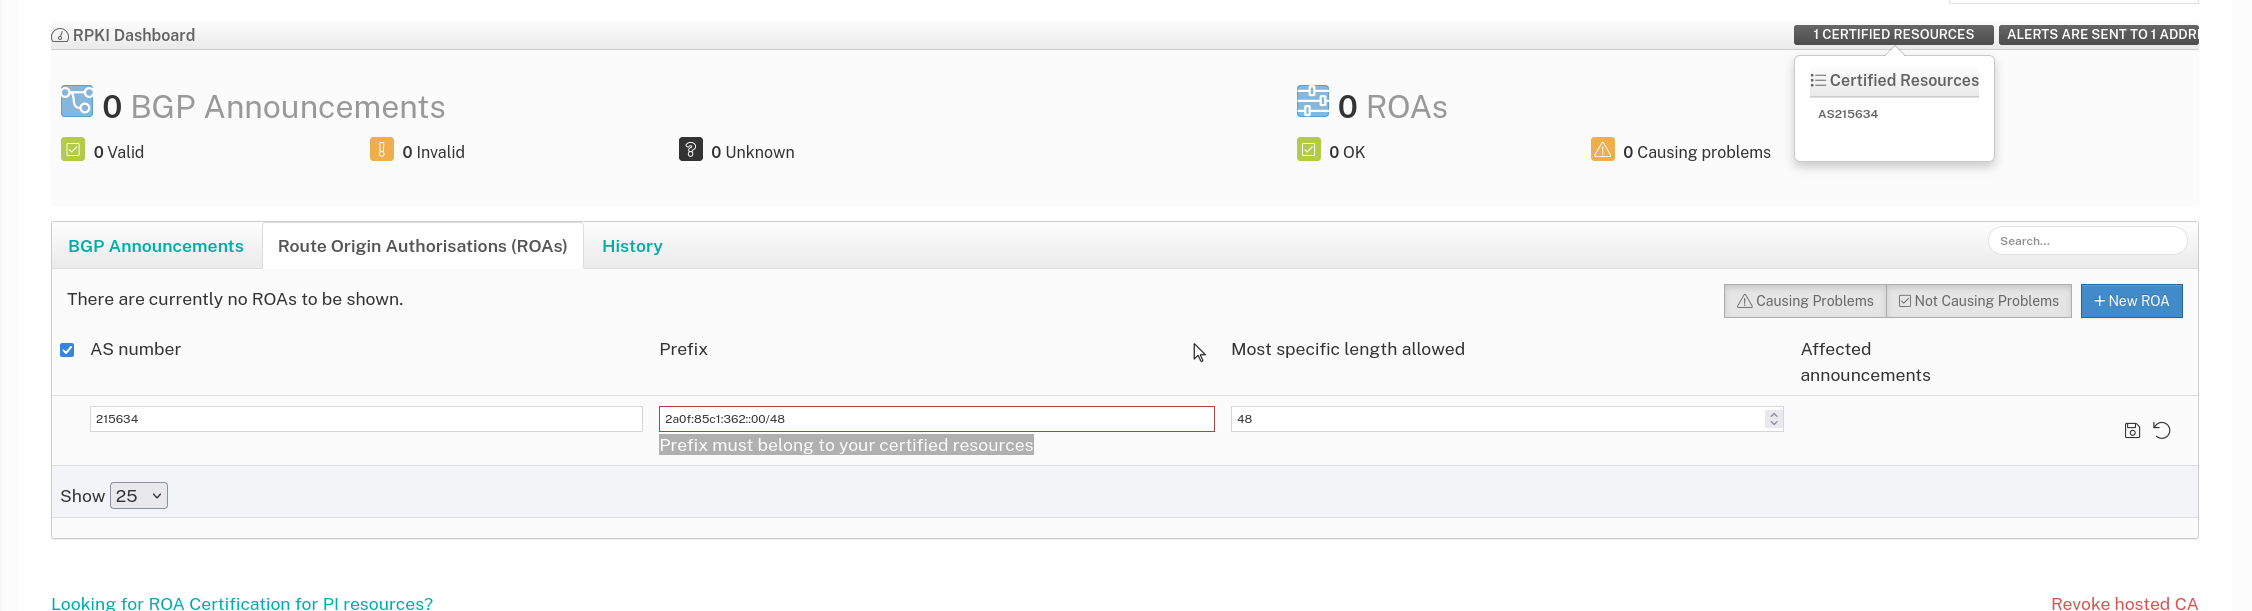 RPKI Dashboard
1 CERTIFIED RESOURCES
ALERTS ARE SENT TO 1 ADDR
Certified Resources
AS215634
0 BGP Announcements
0 ROAs
0 Valid
0 Invalid
0 Unknown
0 OK
0 Causing problems
BGP Announcements
Route Origin Authorisations (ROAs)
History
Search...
There are currently no ROAs to be shown.
Causing Problems
Not Causing Problems
+ New ROA
AS number
Prefix
Most specific length allowed
Affected
announcements
215634
2a0f:85c1:362::00/48
48
Prefix must belong to your certified resources
Show 25
Looking for ROA Certification for PI resources?
Revoke hosted CA